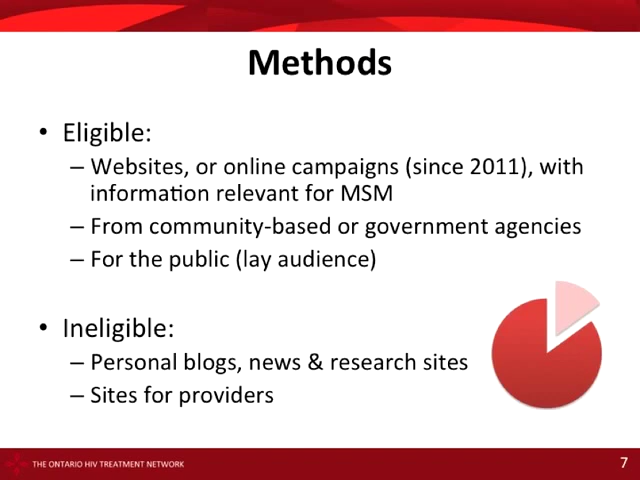 Methods
• Eligible:
– Websites, or online campaigns (since 2011), with
information relevant for MSM
– From community-based or government agencies
– For the public (lay audience)
• Ineligible:
– Personal blogs, news & research sites
– Sites for providers
THE ONTARIO HIV TREATMENT NETWORK
7